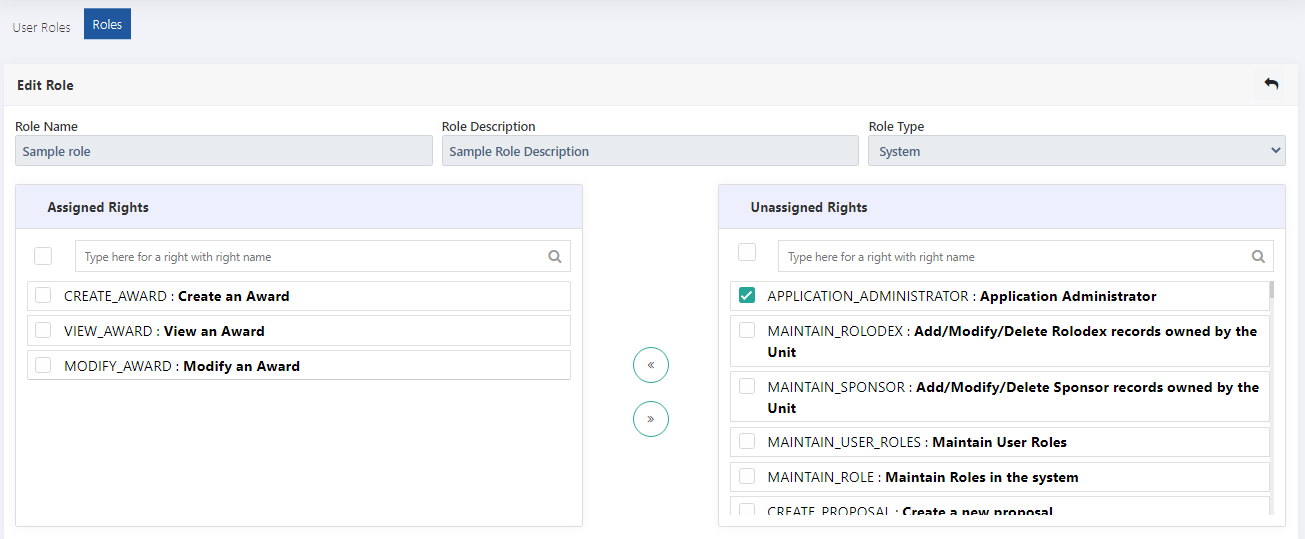 User Roles Roles
Edit Role
Role Name Role Description Role Type
Sample role Sample Role Description System
Assigned Rights
Type here for a right with right name
CREATE_AWARD : Create an Award
VIEW_AWARD : View an Award
MODIFY_AWARD : Modify an Award
«
»
Unassigned Rights
Type here for a right with right name
APPLICATION_ADMINISTRATOR : Application Administrator
MAINTAIN_ROLODEX : Add/Modify/Delete Rolodex records owned by the
Unit
MAINTAIN_SPONSOR : Add/Modify/Delete Sponsor records owned by the
Unit
MAINTAIN_USER_ROLES : Maintain User Roles
MAINTAIN_ROLE : Maintain Roles in the system
CREATE_PROPOSAL : Create a new proposal